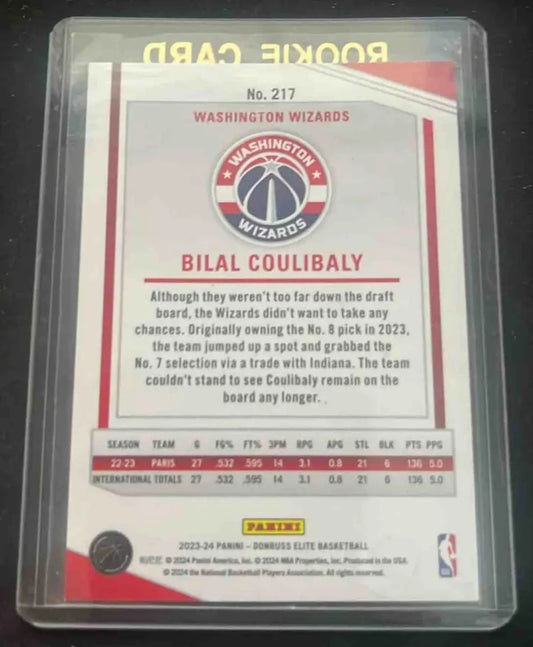 ROOKIE CARD
No. 217
WASHINGTON WIZARDS
WASHINGTON
WIZARDS
BILAL COULIBALY
Although they weren't too far down the draft
board, the Wizards didn't want to take any
chances. Originally owning the No. 8 pick in 2023,
the team jumped up a spot and grabbed the
No. 7 selection via a trade with Indiana. The team
couldn't stand to see Coulibaly remain on the
board any longer.
SEASON TEAM G FG% FT% 3PM RPG APG STL BLK PTS PPG
22-23 PARIS 27 .532 .595 14 3.1 0.8 21 6 136 5.0
INTERNATIONAL TOTALS 27 .532 .595 14 3.1 0.8 21 6 136 5.0
PANINI
2023-24 PANINI – DONRUSS ELITE BASKETBALL
© 2024 Panini America, Inc. © 2024 NBA Properties, Inc. Produced in the USA.
© 2024 the National Basketball Players Association. All rights reserved.